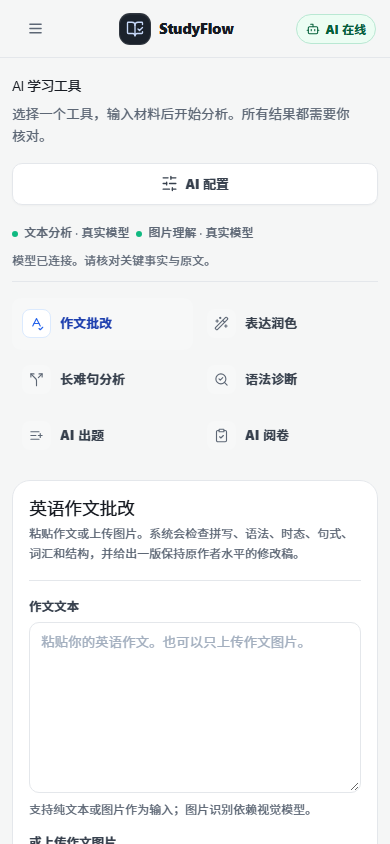 StudyFlow
AI 在线
AI 学习工具
选择一个工具，输入材料后开始分析。所有结果都需要你
核对。
AI 配置
文本分析 · 真实模型 图片理解 · 真实模型
模型已连接。请核对关键事实与原文。
作文批改
表达润色
长难句分析
语法诊断
AI 出题
AI 阅卷
英语作文批改
粘贴作文或上传图片。系统会检查拼写、语法、时态、句式、
词汇和结构，并给出一版保持原作者水平的修改稿。
作文文本
粘贴你的英语作文。也可以只上传作文图片。
支持纯文本或图片作为输入；图片识别依赖视觉模型。
或上传作文图片